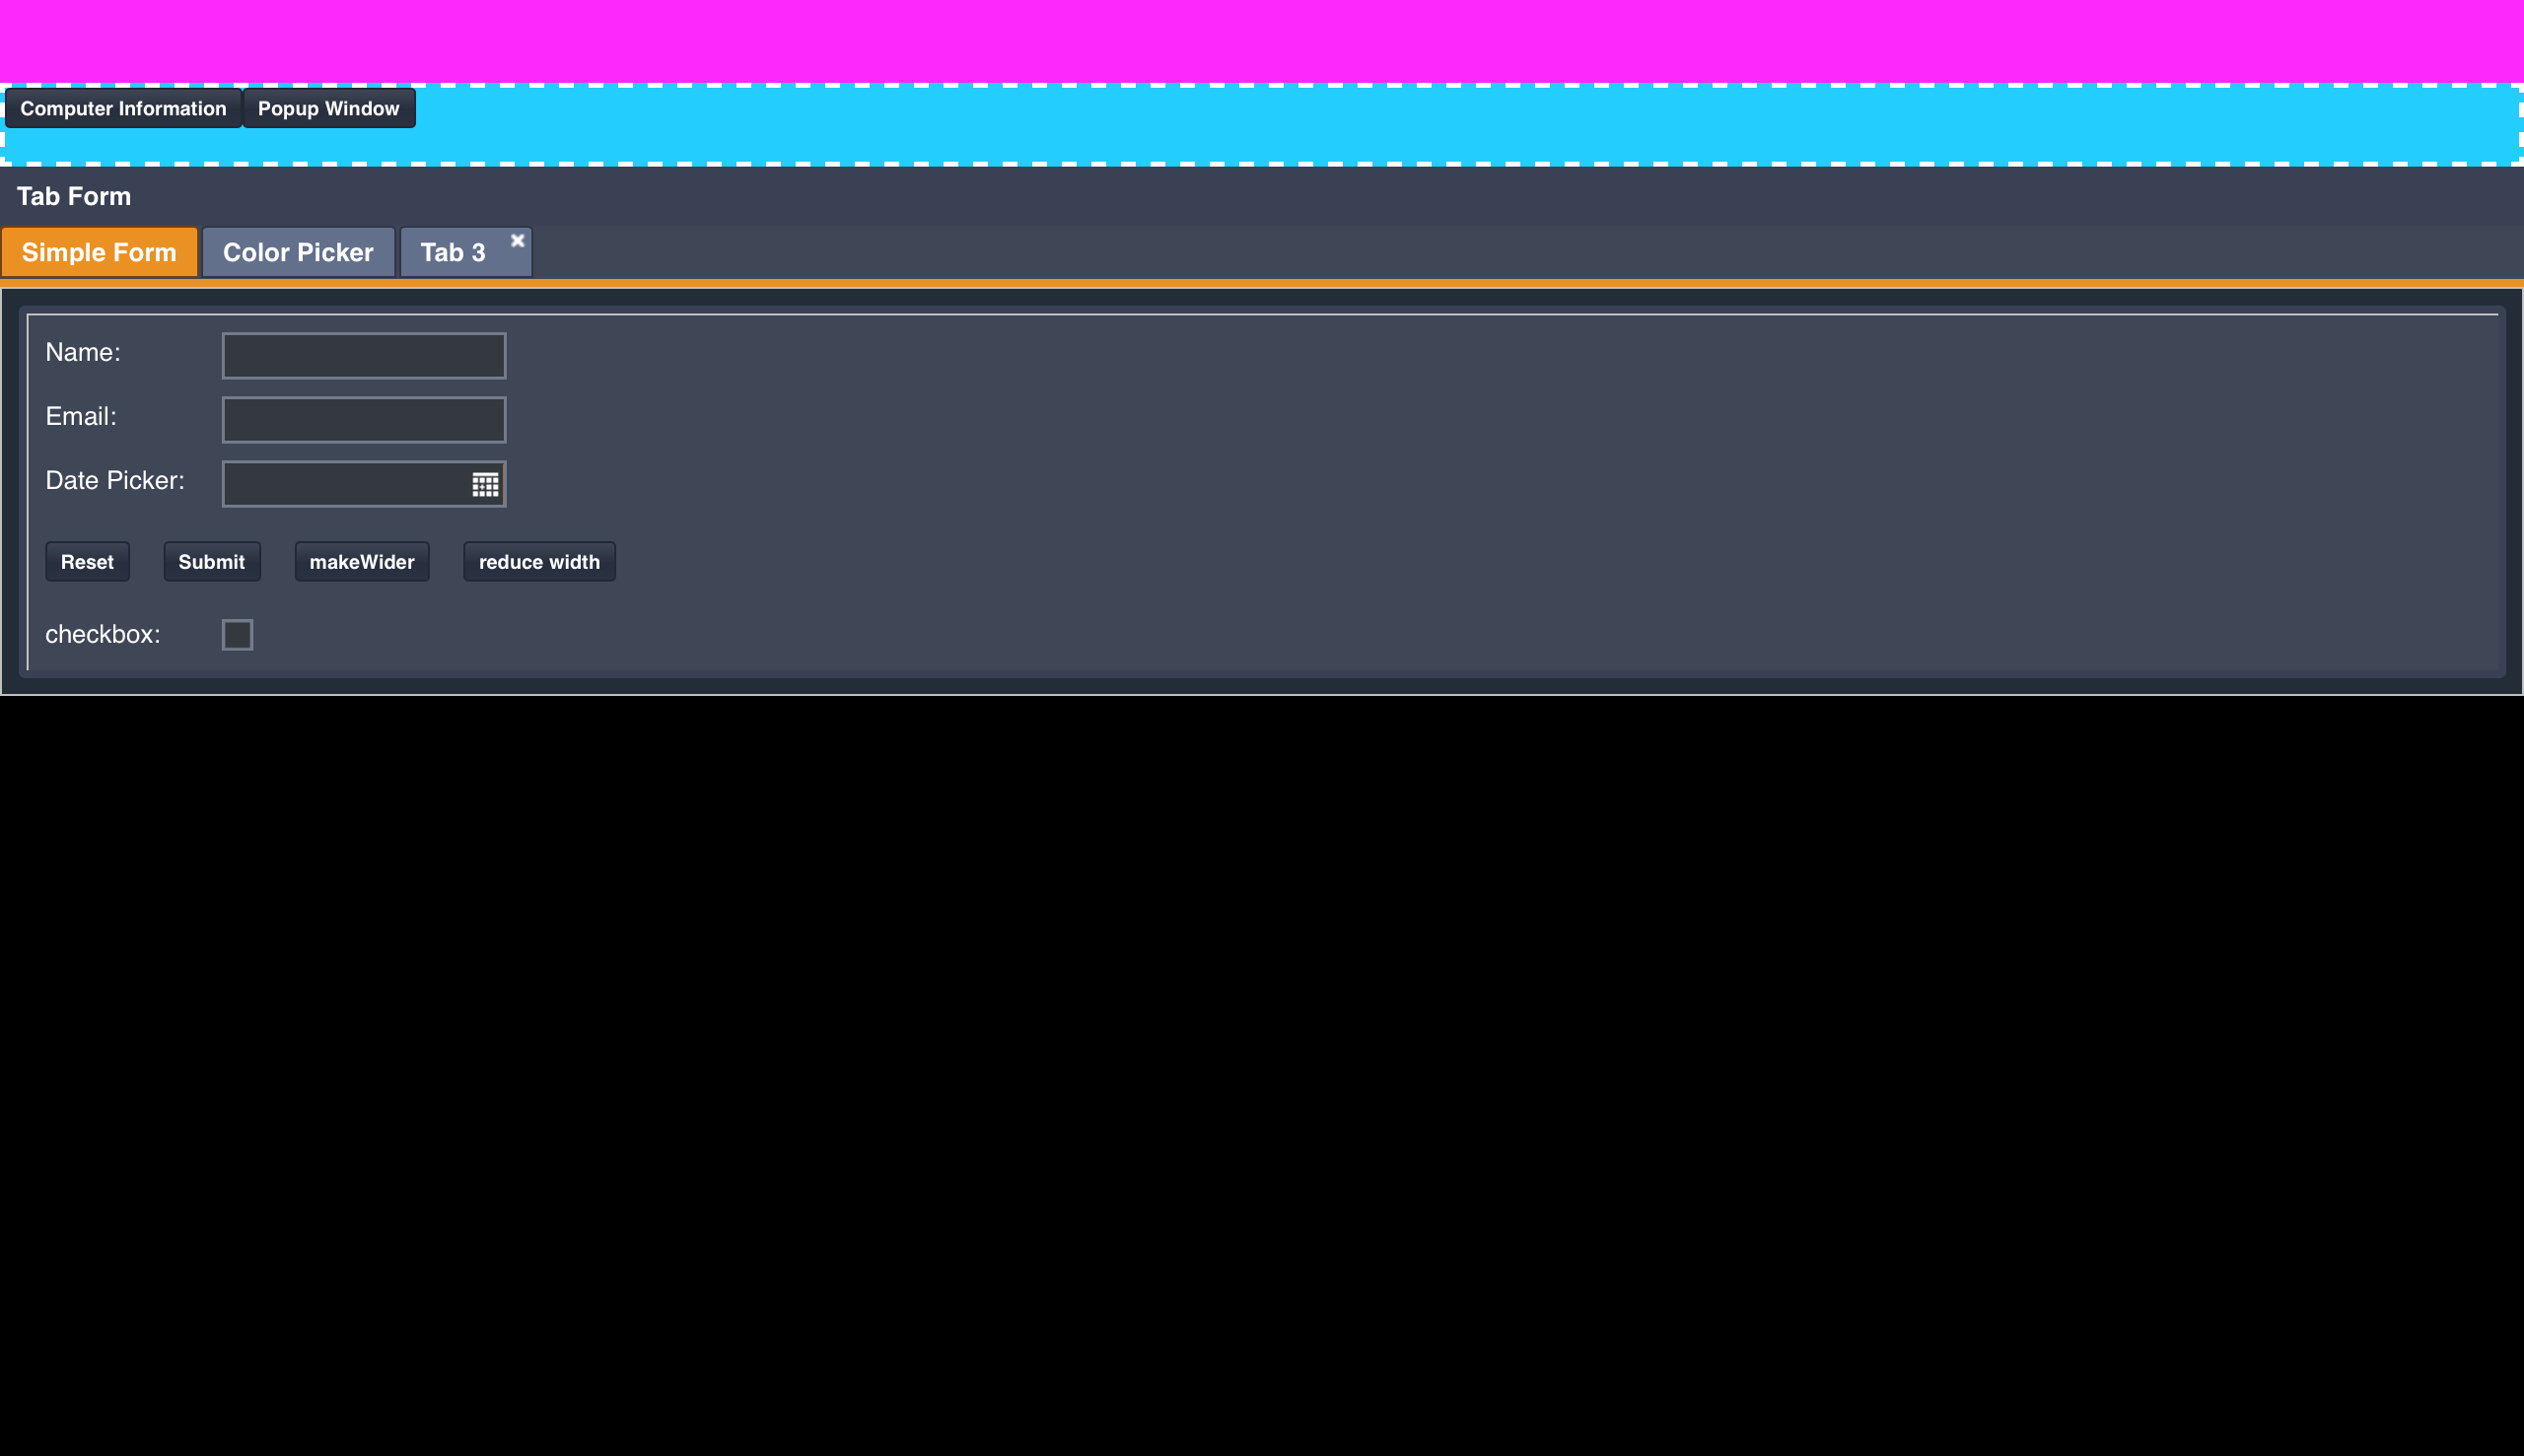 Computer Information Popup Window
Tab Form
Simple Form Color Picker Tab 3
Name:
Email:
Date Picker:
Reset Submit makeWider reduce width
checkbox: